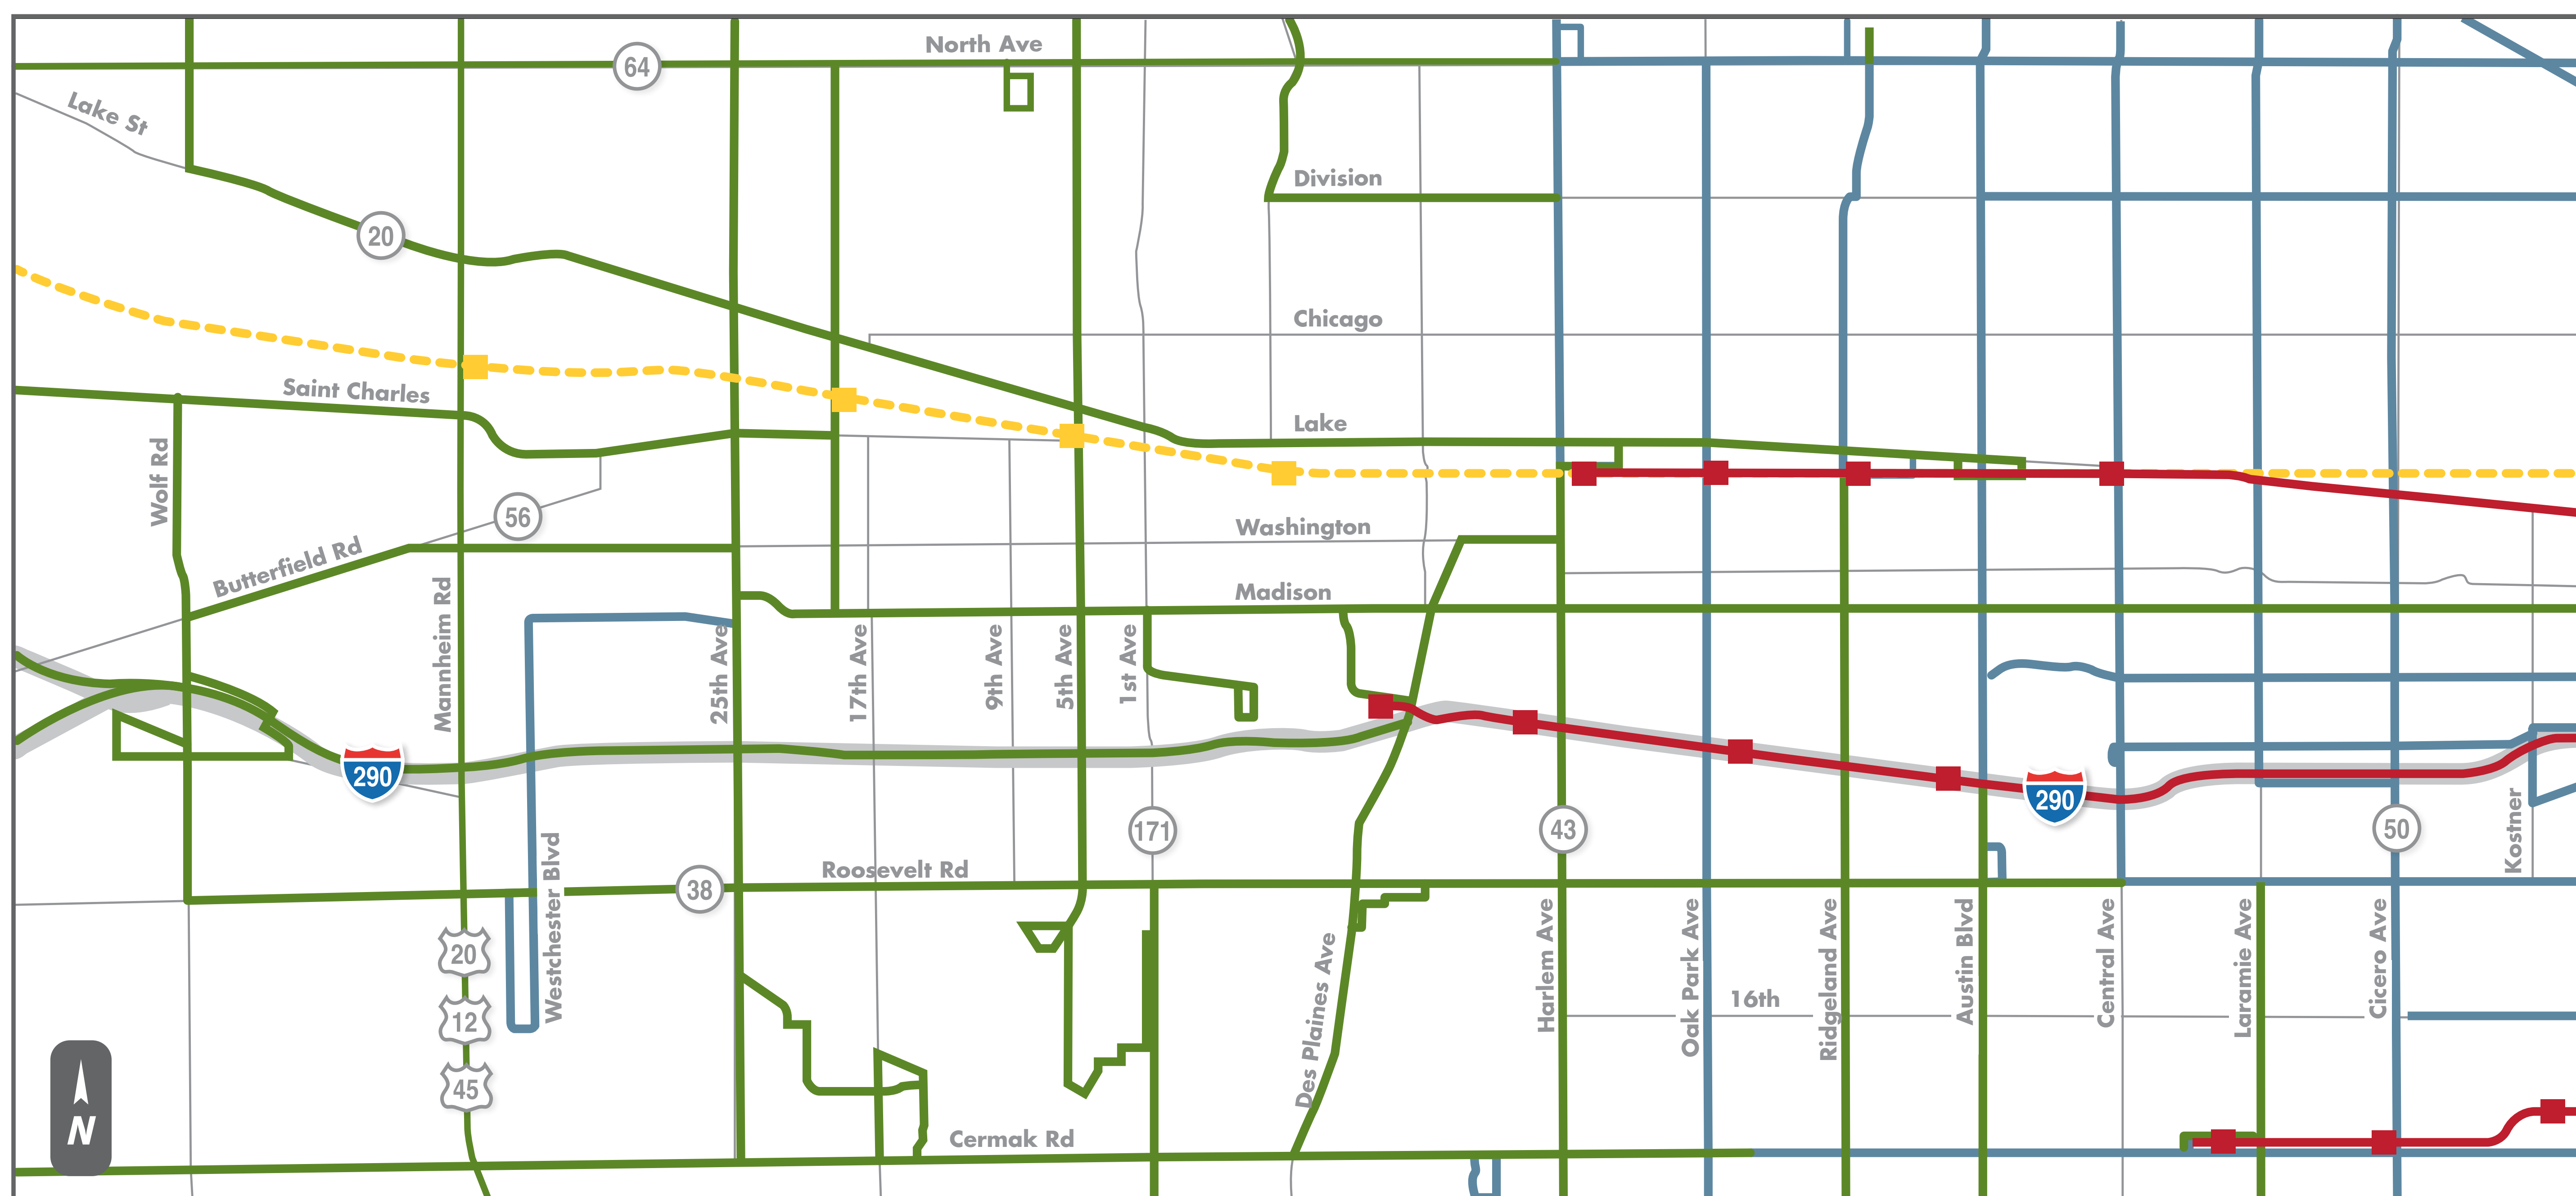 North Ave
64
Lake St
Division
20
Chicago
Saint Charles
Lake
Wolf Rd
56
Washington
Butterfield Rd
Mannheim Rd
Madison
25th Ave
17th Ave
9th Ave
5th Ave
1st Ave
290
290
171
43
50
Kostner
Roosevelt Rd
38
Westchester Blvd
20
12
45
Des Plaines Ave
Harlem Ave
Oak Park Ave
16th
Ridgeland Ave
Austin Blvd
Central Ave
Laramie Ave
Cicero Ave
Cermak Rd
N